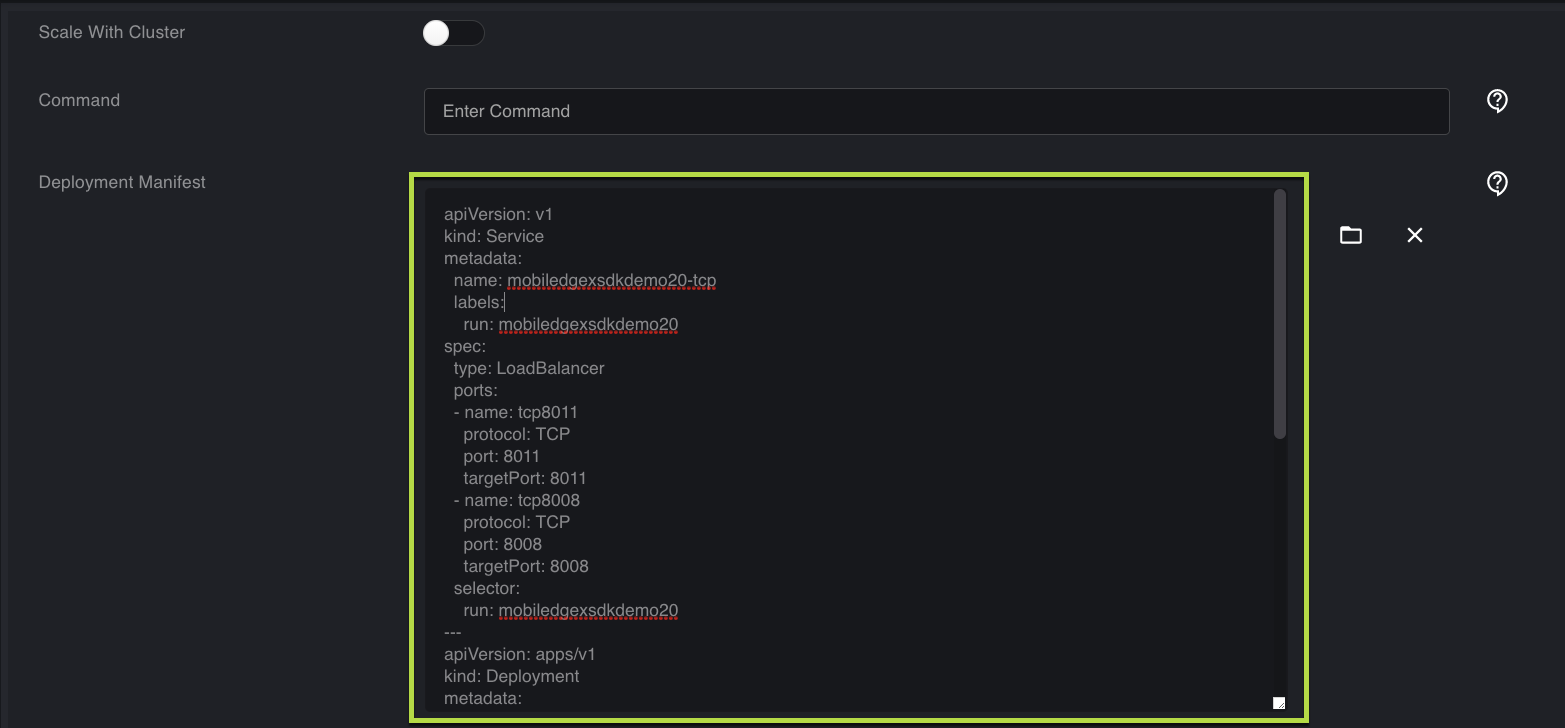 Scale With Cluster
Command
Enter Command
Deployment Manifest
apiVersion: v1
kind: Service
metadata:
  name: mobiledgexsdkdemo20-tcp
  labels:
    run: mobiledgexsdkdemo20
spec:
  type: LoadBalancer
  ports:
  - name: tcp8011
    protocol: TCP
    port: 8011
    targetPort: 8011
  - name: tcp8008
    protocol: TCP
    port: 8008
    targetPort: 8008
  selector:
    run: mobiledgexsdkdemo20
---
apiVersion: apps/v1
kind: Deployment
metadata: